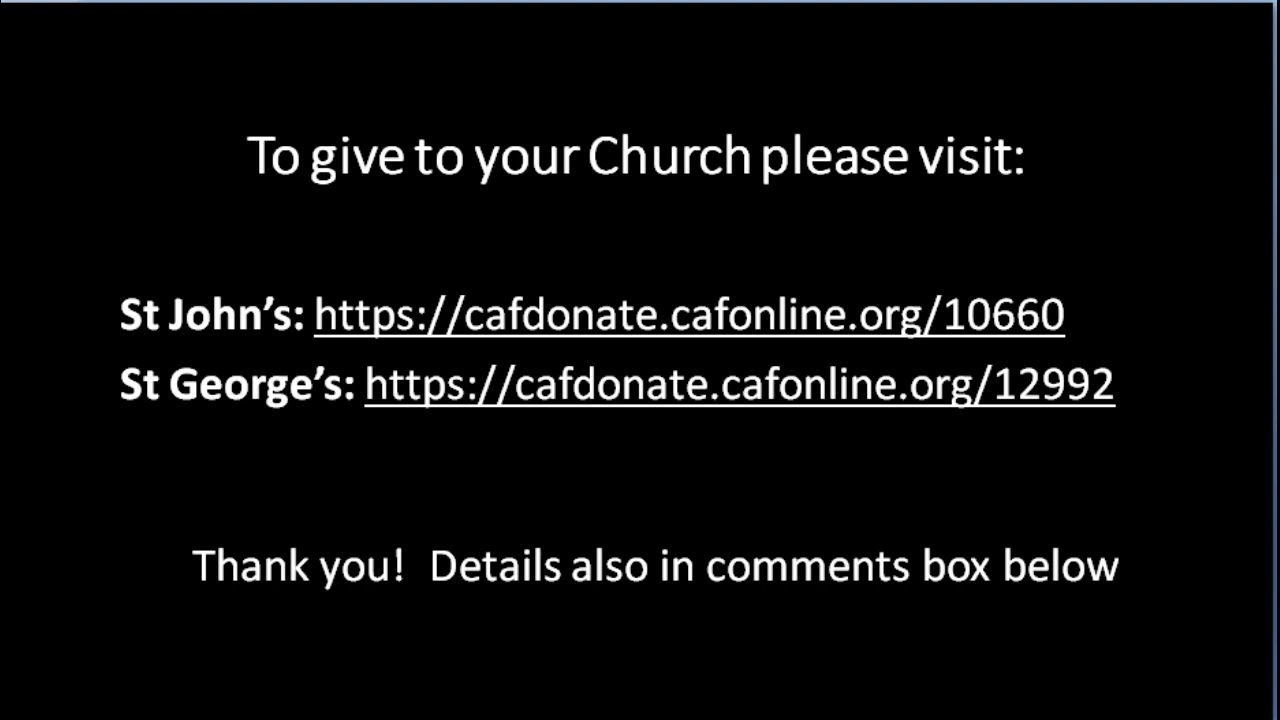 To give to your Church please visit:
St John’s: https://cafdonate.cafonline.org/10660
St George’s: https://cafdonate.cafonline.org/12992
Thank you!  Details also in comments box below